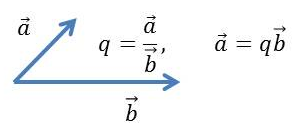 a⃗
q = a⃗/b⃗, a⃗ = qb⃗
b⃗